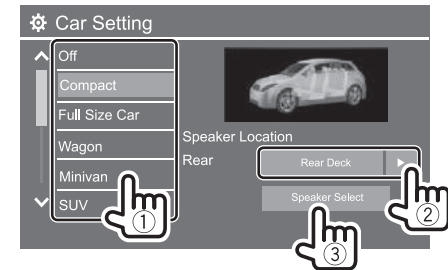 Car Setting
Off
Compact
Full Size Car
Wagon
Minivan
SUV
Speaker Location
Rear
Rear Deck
Speaker Select
①
②
③